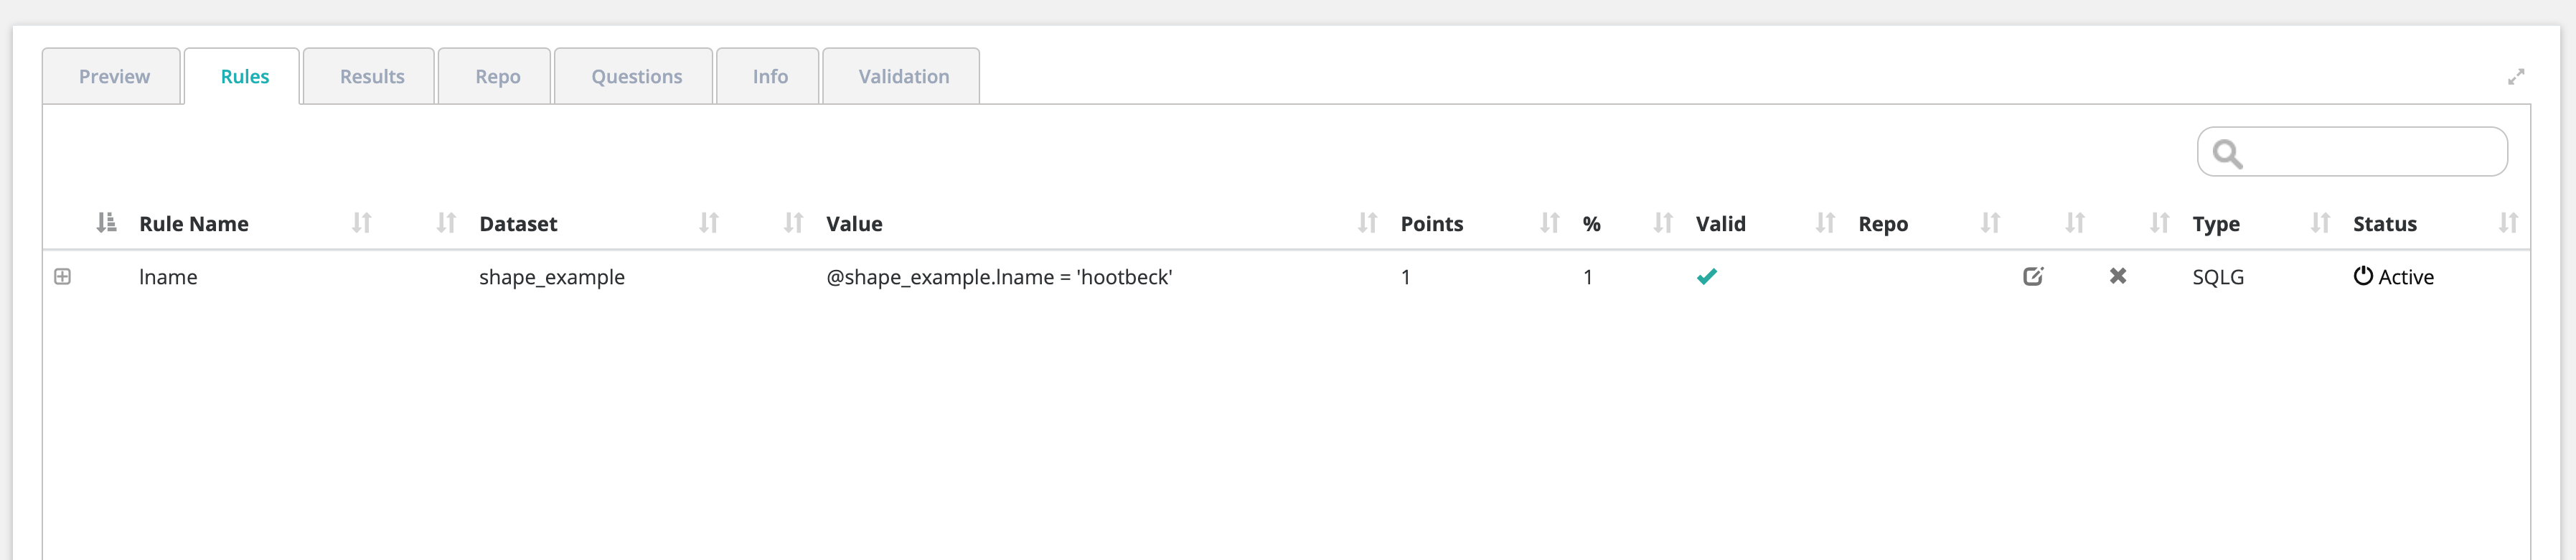 Preview Rules Results Repo Questions Info Validation
Rule Name Dataset Value Points % Valid Repo Type Status
lname shape_example @shape_example.lname = 'hootbeck' 1 1 SQLG Active